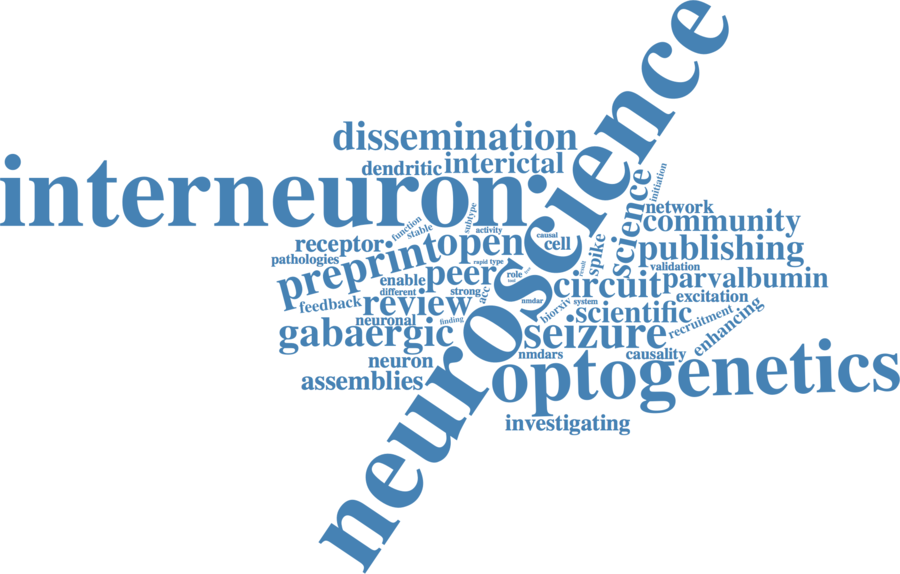 neuroscience
dissemination
dendritic
interictal
interneuron
initiation
network
science
community
function
stable
subtype
activity
causal
cell
receptor
open
spike
publishing
pathologies
preprint
rapid
type
result
validation
enable
peer
role
tool
circuit
parvalbumin
different
strong
acc
feedback
review
nmdar
system
biorxiv
excitation
neuronal
finding
scientific
recruitment
enhancing
gabaergic
seizure
neuron
nmdars
causality
assemblies
optogenetics
investigating